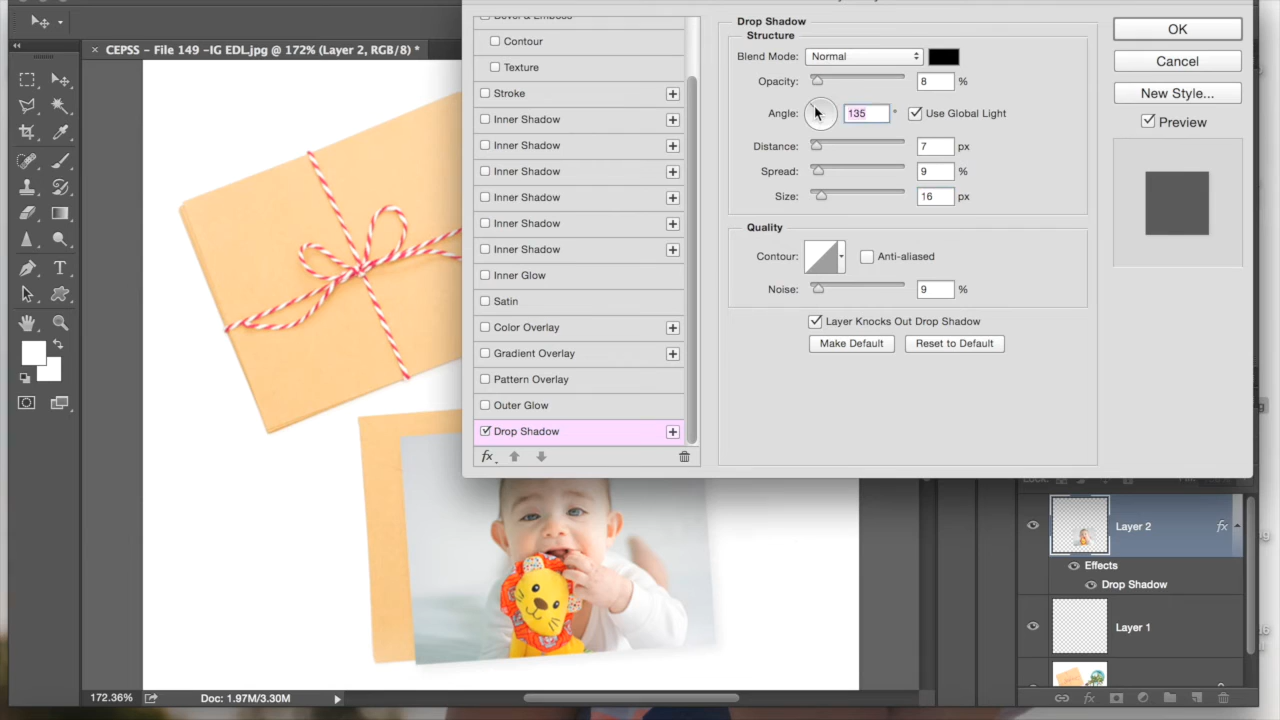 Drop Shadow
Structure
× CEPSS – File 149 -IG EDL.jpg @ 172% (Layer 2, RGB/8) *
Contour
Texture
Stroke
Inner Shadow
Inner Shadow
Inner Shadow
Inner Shadow
Inner Shadow
Inner Shadow
Inner Glow
Satin
Color Overlay
Gradient Overlay
Pattern Overlay
Outer Glow
Drop Shadow
fx
Blend Mode: Normal
Opacity: 8 %
Angle: 135 ° Use Global Light
Distance: 7 px
Spread: 9 %
Size: 16 px
Quality
Contour: Anti-aliased
Noise: 9 %
Layer Knocks Out Drop Shadow
Make Default Reset to Default
OK
Cancel
New Style...
Preview
Layer 2 fx
Effects
Drop Shadow
Layer 1
fx
172.36% Doc: 1.97M/3.30M